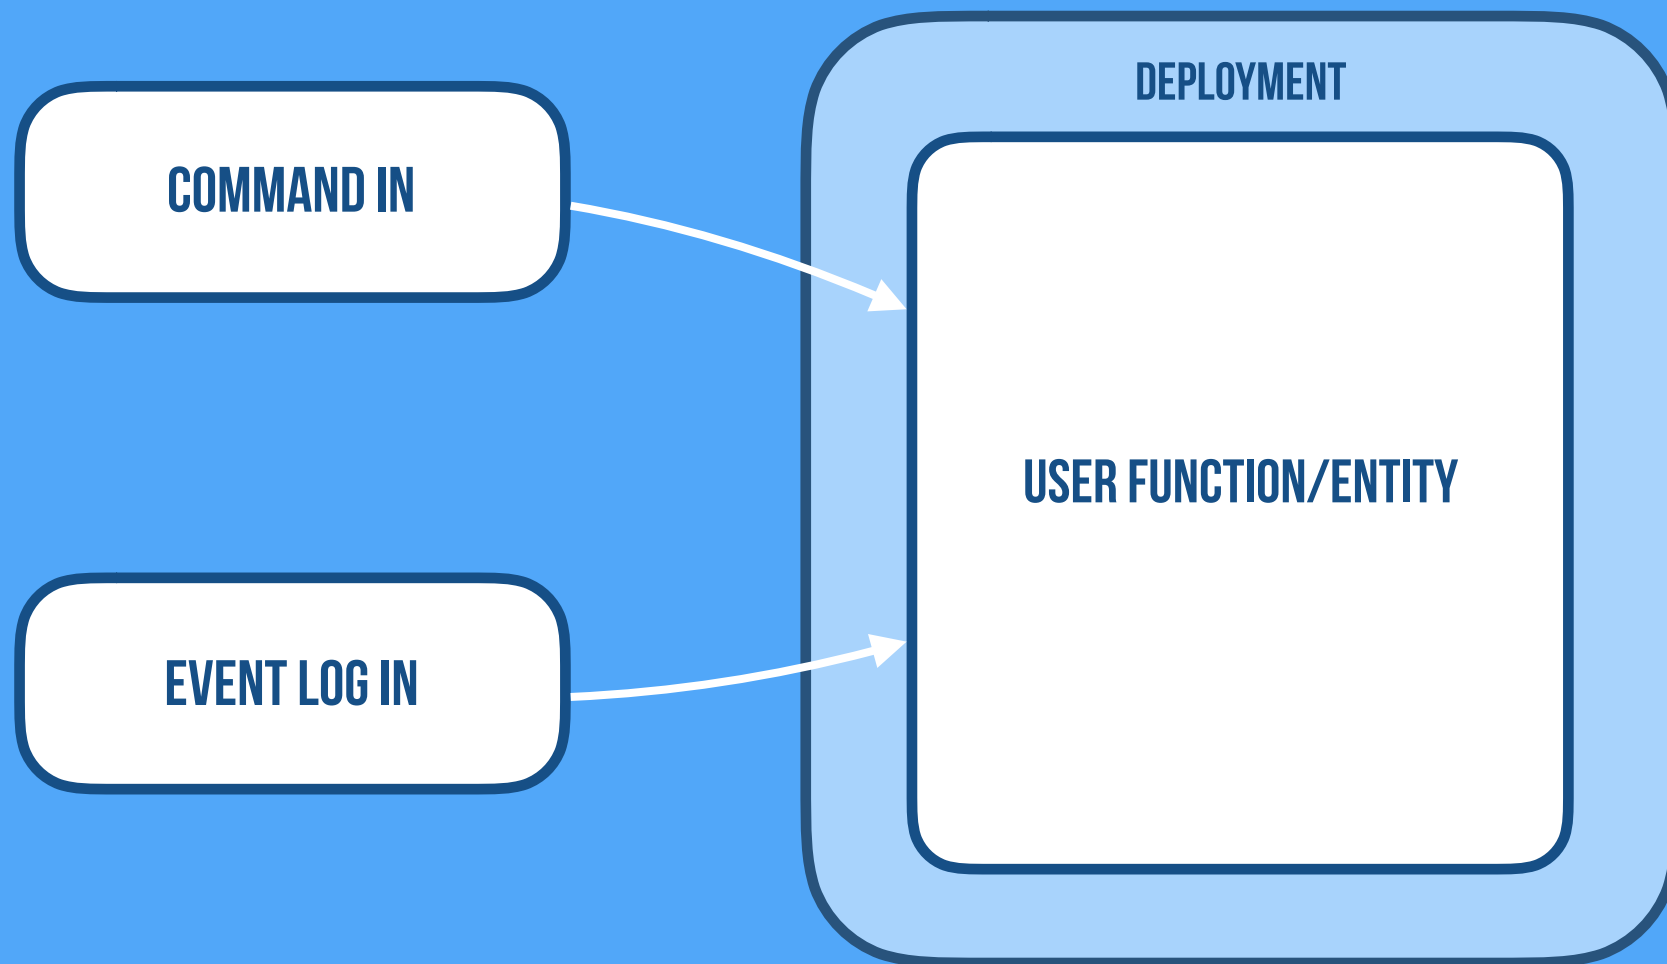 DEPLOYMENT
COMMAND IN
USER FUNCTION/ENTITY
EVENT LOG IN